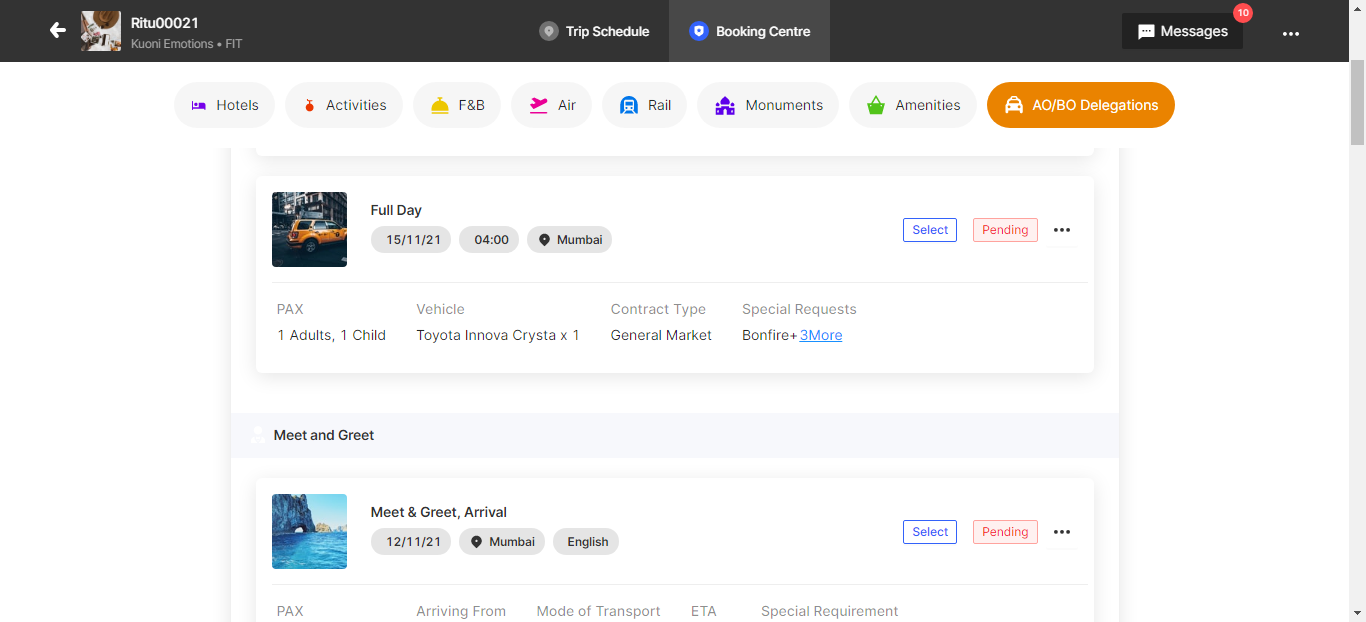 Ritu00021
Kuoni Emotions • FIT
Trip Schedule
Booking Centre
Messages
10
Hotels
Activities
F&B
Air
Rail
Monuments
Amenities
AO/BO Delegations
Full Day
15/11/21 04:00 Mumbai
Select
Pending
PAX Vehicle Contract Type Special Requests
1 Adults, 1 Child Toyota Innova Crysta x 1 General Market Bonfire+3More
Meet and Greet
Meet & Greet, Arrival
12/11/21 Mumbai English
Select
Pending
PAX Arriving From Mode of Transport ETA Special Requirement